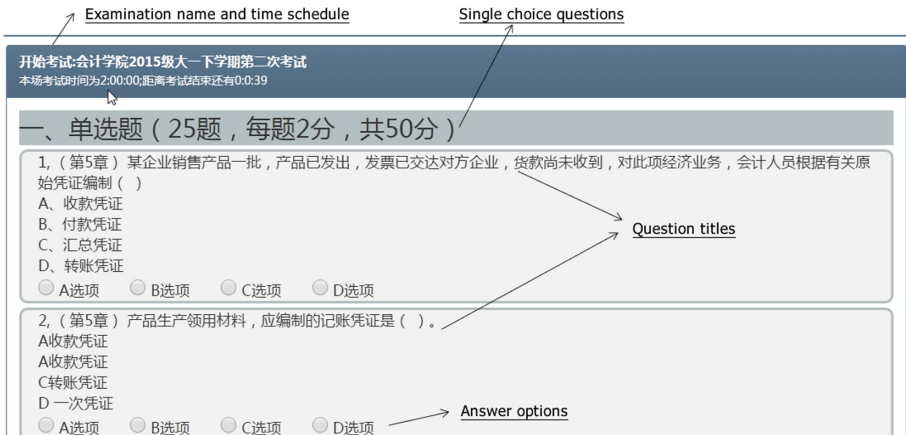 Examination name and time schedule
Single choice questions
开始考试:会计学院2015级大一下学期第二次考试
本场考试时间为2:00:00;距离考试结束还有0:0:39
一、单选题（25题，每题2分，共50分）
1,（第5章）某企业销售产品一批，产品已发出，发票已交达对方企业，货款尚未收到，对此项经济业务，会计人员根据有关原
始凭证编制（ ）
A、收款凭证
B、付款凭证
C、汇总凭证
D、转账凭证
Question titles
A选项 B选项 C选项 D选项
2,（第5章）产品生产领用材料，应编制的记账凭证是（ ）。
A收款凭证
A收款凭证
C转账凭证
D 一次凭证
Answer options
A选项 B选项 C选项 D选项